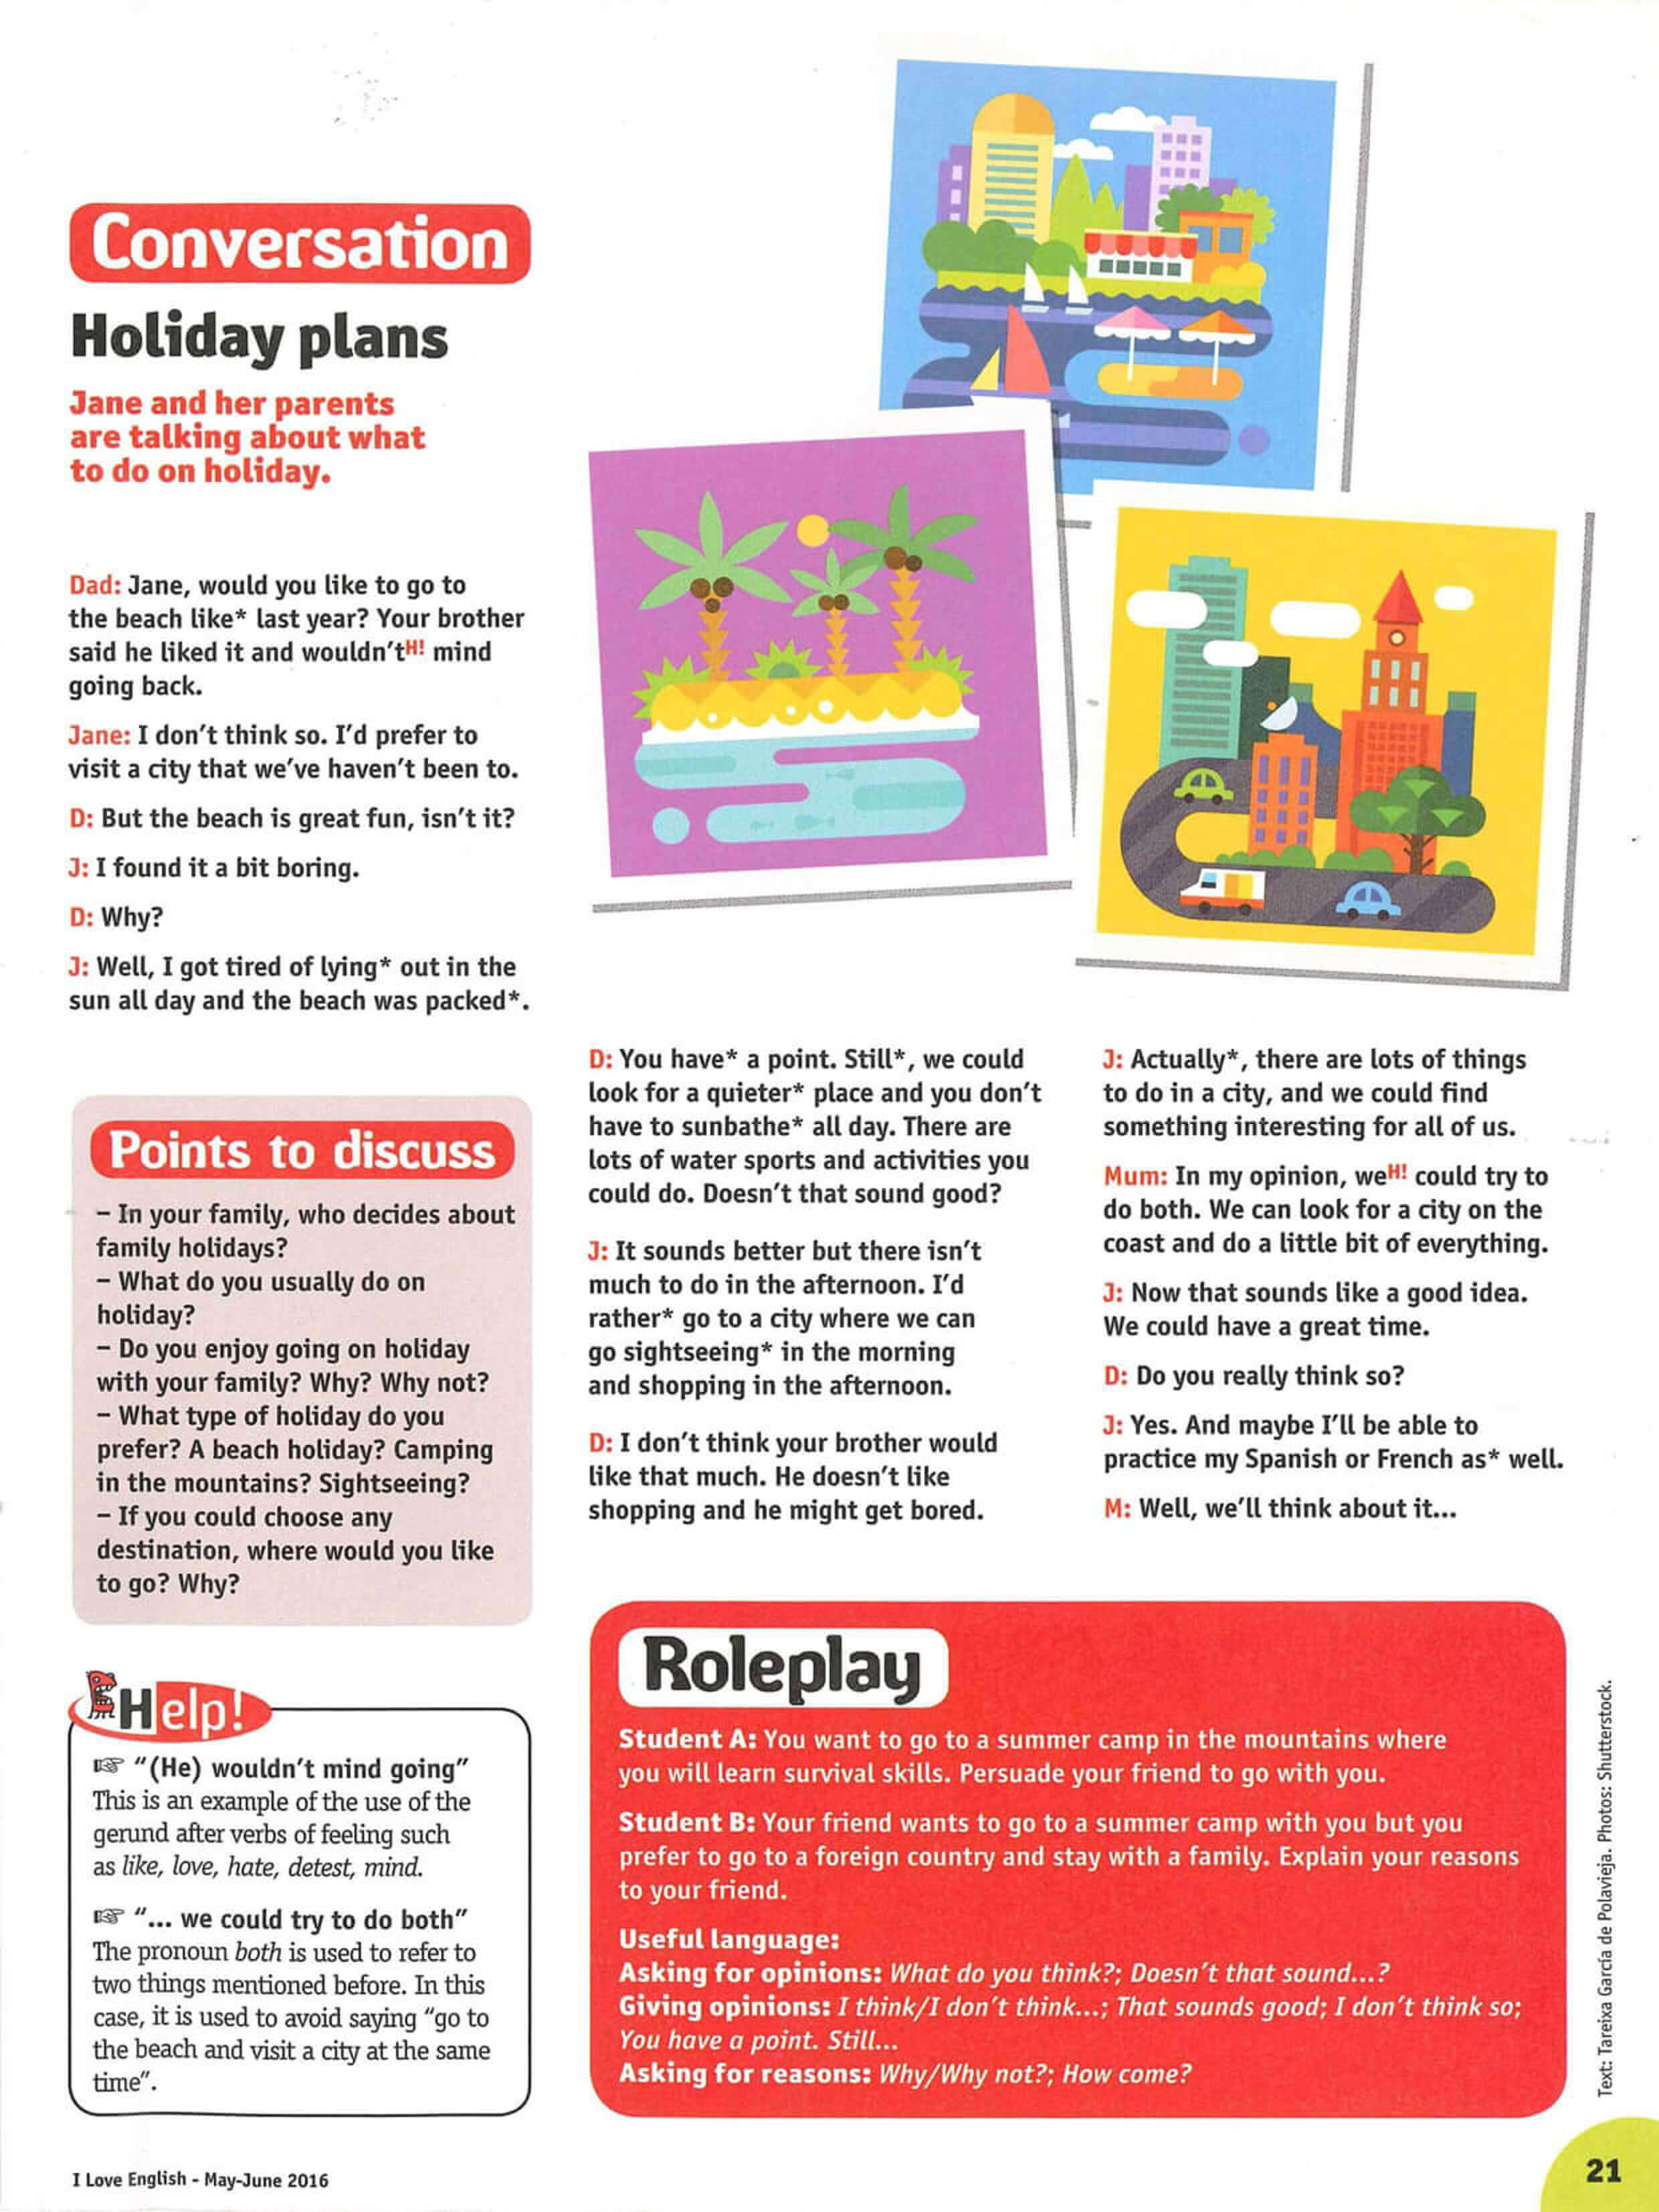 Conversation
Holiday plans
Jane and her parents
are talking about what
to do on holiday.
Dad: Jane, would you like to go to
the beach like* last year? Your brother
said he liked it and wouldn't H! mind
going back.
Jane: I don't think so. I'd prefer to
visit a city that we've haven't been to.
D: But the beach is great fun, isn't it?
J: I found it a bit boring.
D: Why?
J: Well, I got tired of lying* out in the
sun all day and the beach was packed*.
D: You have* a point. Still*, we could
look for a quieter* place and you don't
have to sunbathe* all day. There are
lots of water sports and activities you
could do. Doesn't that sound good?
J: It sounds better but there isn't
much to do in the afternoon. I'd
rather* go to a city where we can
go sightseeing* in the morning
and shopping in the afternoon.
D: I don't think your brother would
like that much. He doesn't like
shopping and he might get bored.
J: Actually*, there are lots of things
to do in a city, and we could find
something interesting for all of us.
Mum: In my opinion, we H! could try to
do both. We can look for a city on the
coast and do a little bit of everything.
J: Now that sounds like a good idea.
We could have a great time.
D: Do you really think so?
J: Yes. And maybe I'll be able to
practice my Spanish or French as* well.
M: Well, we'll think about it...
Points to discuss
– In your family, who decides about
family holidays?
– What do you usually do on
holiday?
– Do you enjoy going on holiday
with your family? Why? Why not?
– What type of holiday do you
prefer? A beach holiday? Camping
in the mountains? Sightseeing?
– If you could choose any
destination, where would you like
to go? Why?
Help!
☞ "(He) wouldn't mind going"
This is an example of the use of the
gerund after verbs of feeling such
as like, love, hate, detest, mind.
☞ "... we could try to do both"
The pronoun both is used to refer to
two things mentioned before. In this
case, it is used to avoid saying "go to
the beach and visit a city at the same
time".
Roleplay
Student A: You want to go to a summer camp in the mountains where
you will learn survival skills. Persuade your friend to go with you.
Student B: Your friend wants to go to a summer camp with you but you
prefer to go to a foreign country and stay with a family. Explain your reasons
to your friend.
Useful language:
Asking for opinions: What do you think?; Doesn't that sound...?
Giving opinions: I think/I don't think...; That sounds good; I don't think so;
You have a point. Still...
Asking for reasons: Why/Why not?; How come?
Text: Tareixa García de Polavieja. Photos: Shutterstock.
I Love English - May-June 2016
21